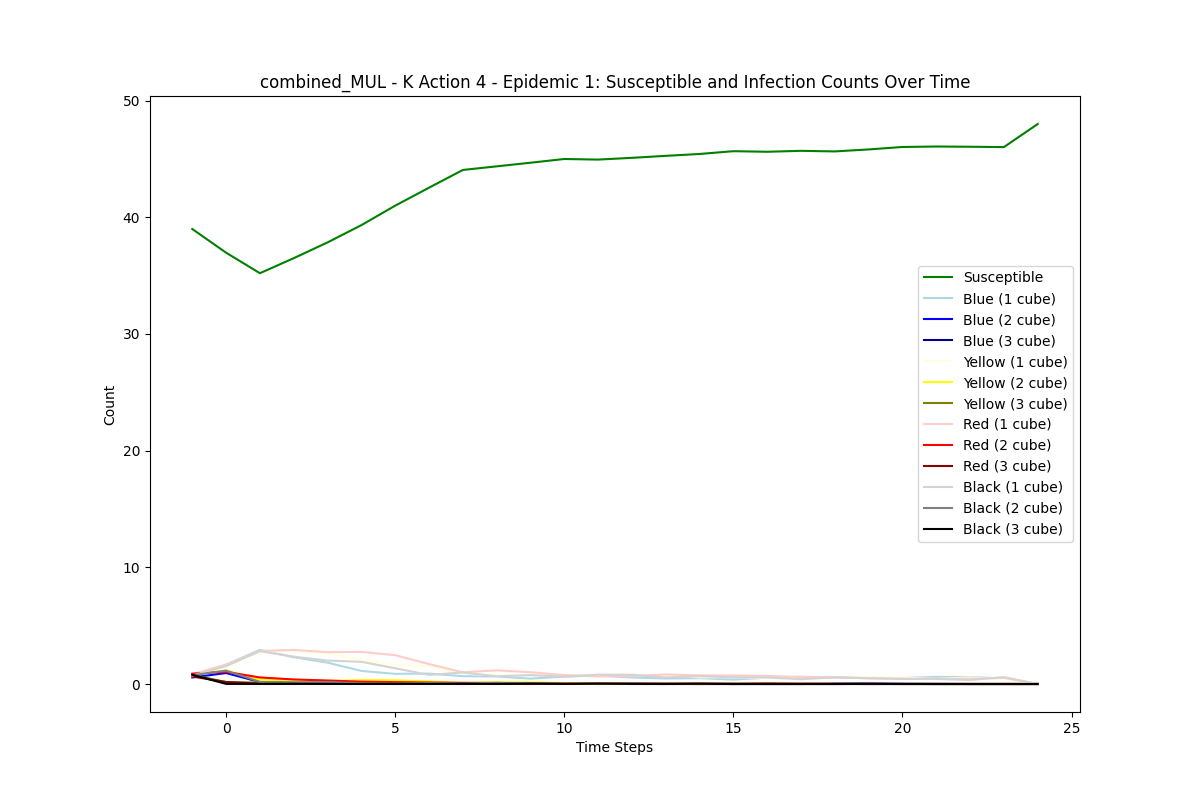 combined_MUL - K Action 4 - Epidemic 1: Susceptible and Infection Counts Over Time
50
40
30
20
10
0
Count
Susceptible
Blue (1 cube)
Blue (2 cube)
Blue (3 cube)
Yellow (1 cube)
Yellow (2 cube)
Yellow (3 cube)
Red (1 cube)
Red (2 cube)
Red (3 cube)
Black (1 cube)
Black (2 cube)
Black (3 cube)
0 5 10 15 20 25
Time Steps